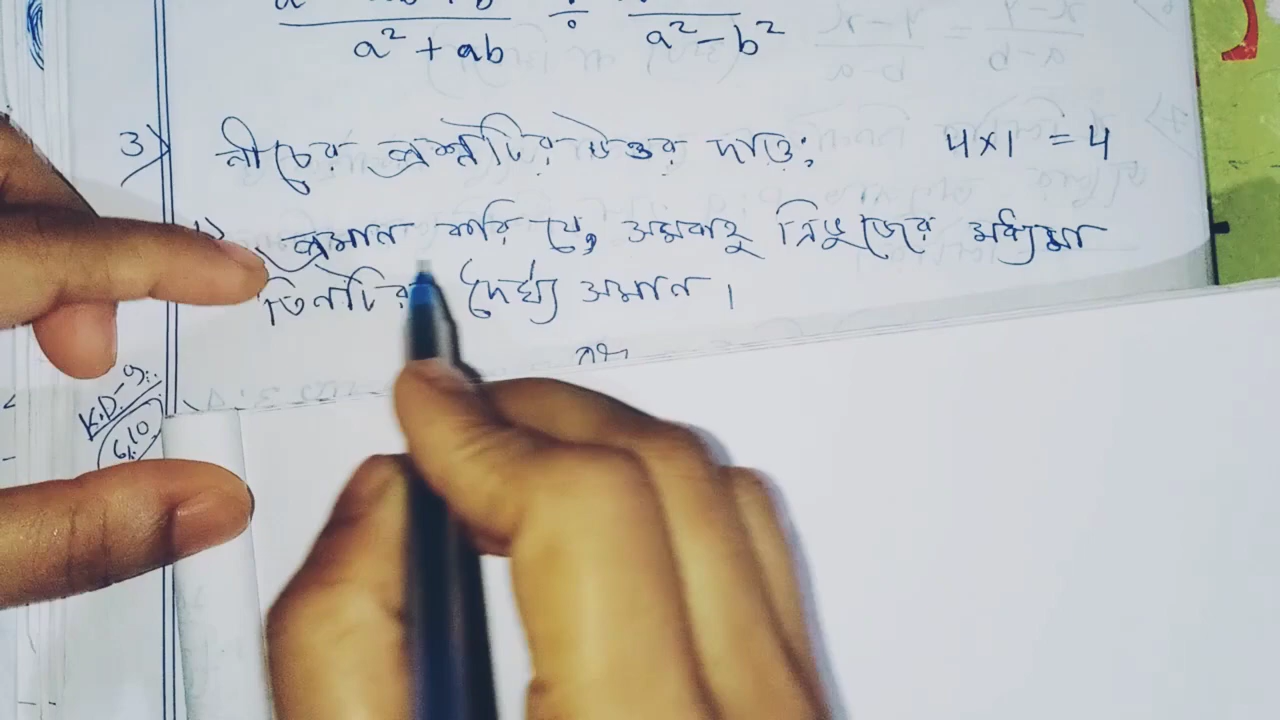 a² + ab ÷ a² - b²
3) নীচের প্রশ্নটির উত্তর দাও: 4×1 = 4
প্রমাণ করি যে, সমবাহু ত্রিভুজের মধ্যমা
তিনটির দৈর্ঘ্য সমান।
K.D.-9